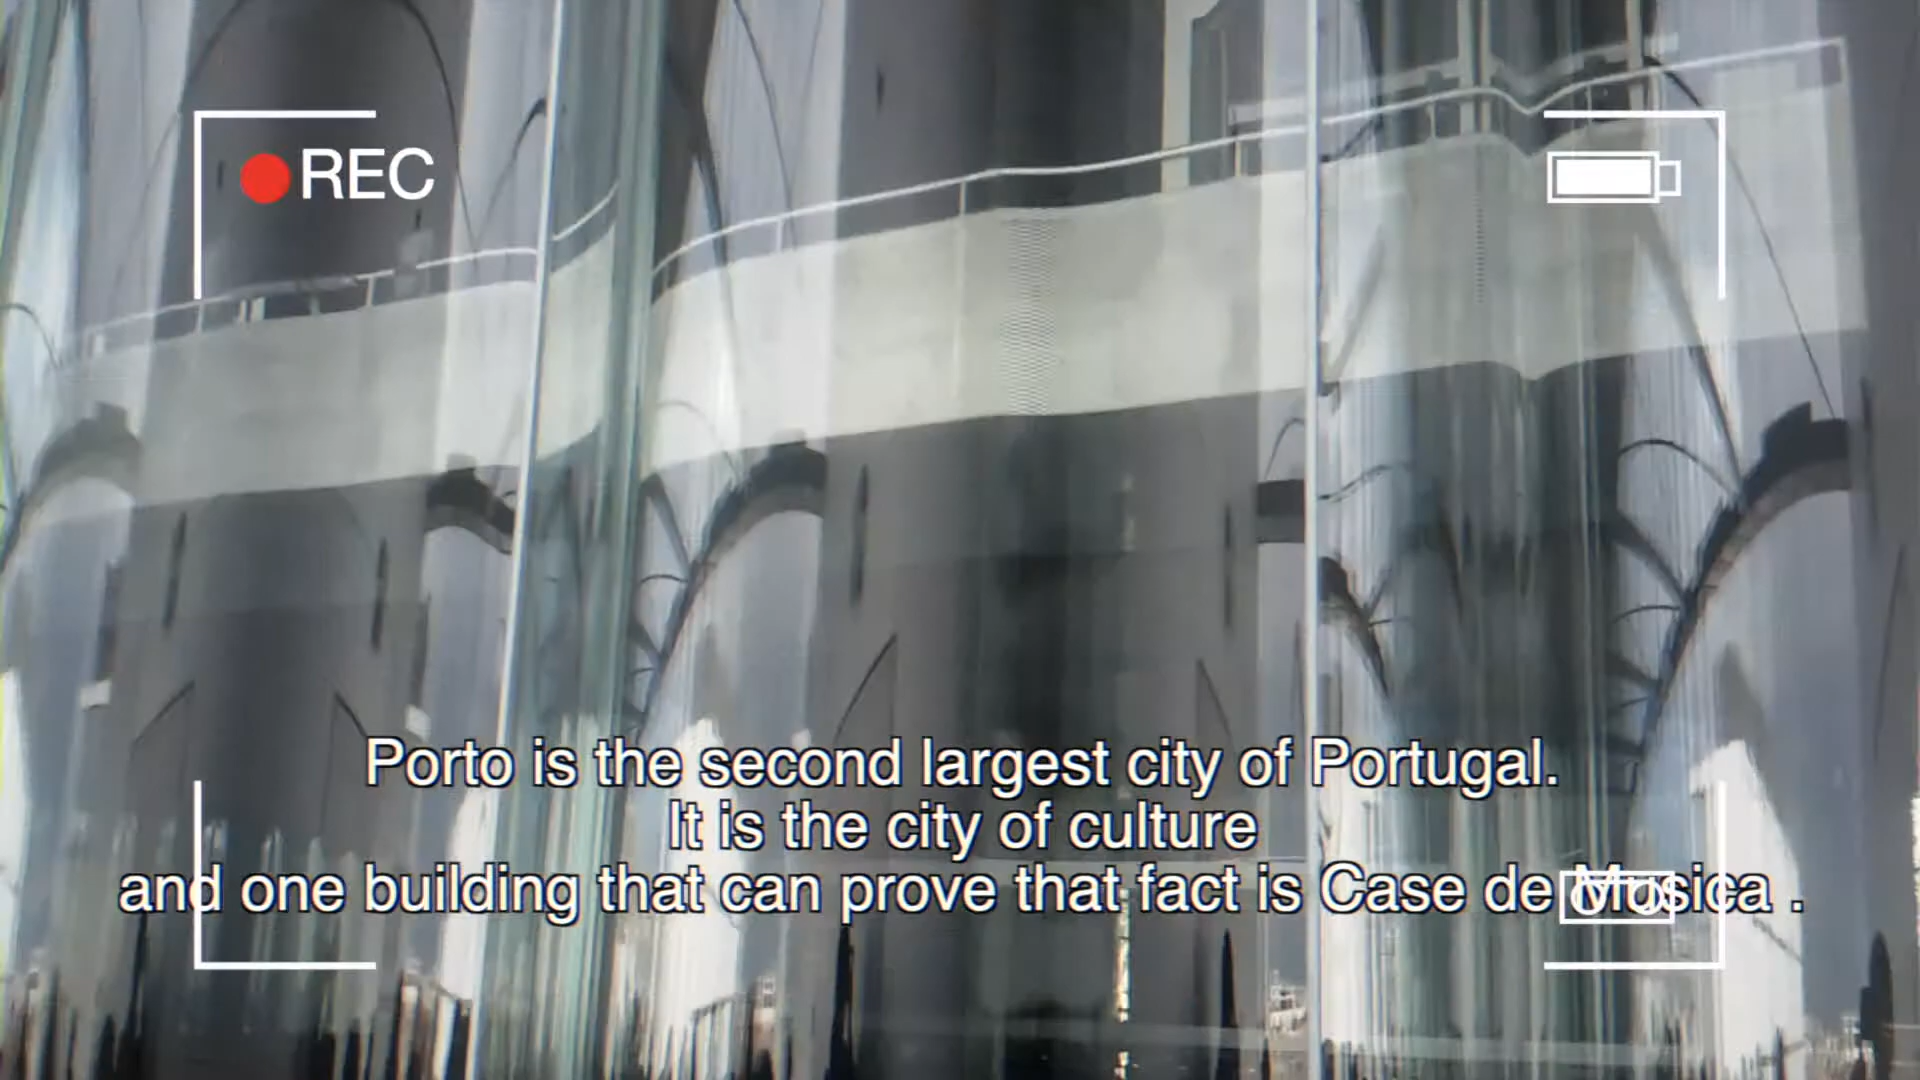 REC
Porto is the second largest city of Portugal.
It is the city of culture
and one building that can prove that fact is Case de Musica .